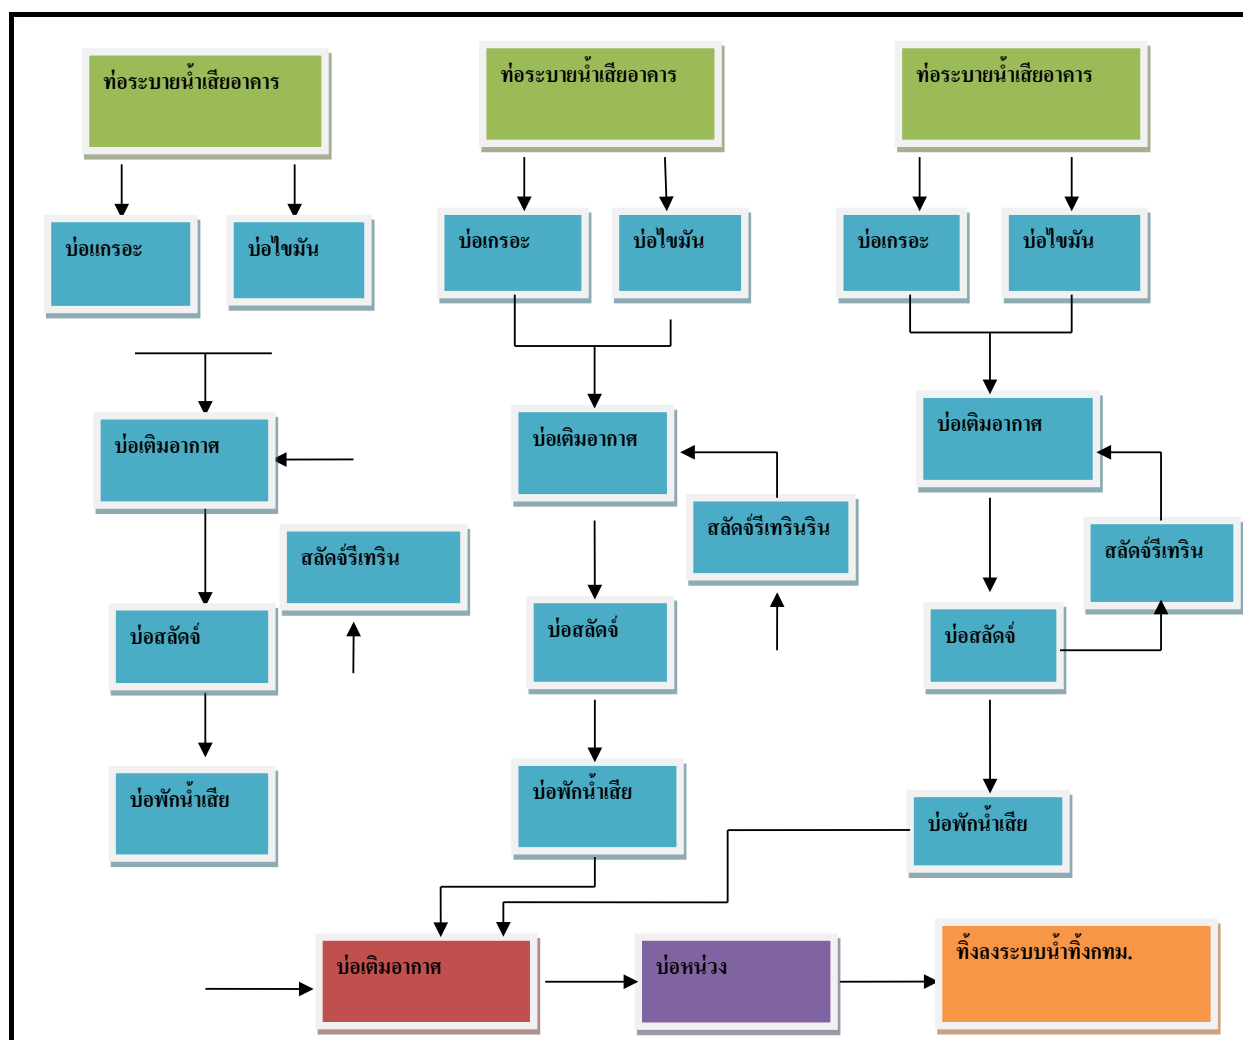 ท่อระบายน้ำเสียอาคาร
ท่อระบายน้ำเสียอาคาร
ท่อระบายน้ำเสียอาคาร
บ่อแกรอะ
บ่อไขมัน
บ่อเกรอะ
บ่อไขมัน
บ่อเกรอะ
บ่อไขมัน
บ่อเติมอากาศ
บ่อเติมอากาศ
บ่อเติมอากาศ
สลัดจ์รีเทริน
สลัดจ์รีเทรินริน
สลัดจ์รีเทริน
บ่อสลัดจ์
บ่อสลัดจ์
บ่อสลัดจ์
บ่อพักน้ำเสีย
บ่อพักน้ำเสีย
บ่อพักน้ำเสีย
บ่อเติมอากาศ
บ่อหน่วง
ทิ้งลงระบบน้ำทิ้งกทม.